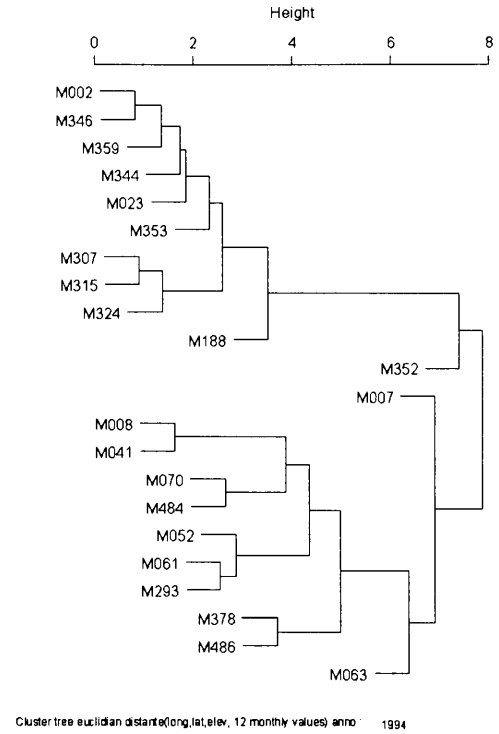 Height
0 2 4 6 8
M002
M346
M359
M344
M023
M353
M307
M315
M324
M188
M352
M007
M008
M041
M070
M484
M052
M061
M293
M378
M486
M063
Cluster tree euclidian distante(long,lat,elev, 12 monthly values) anno 1994